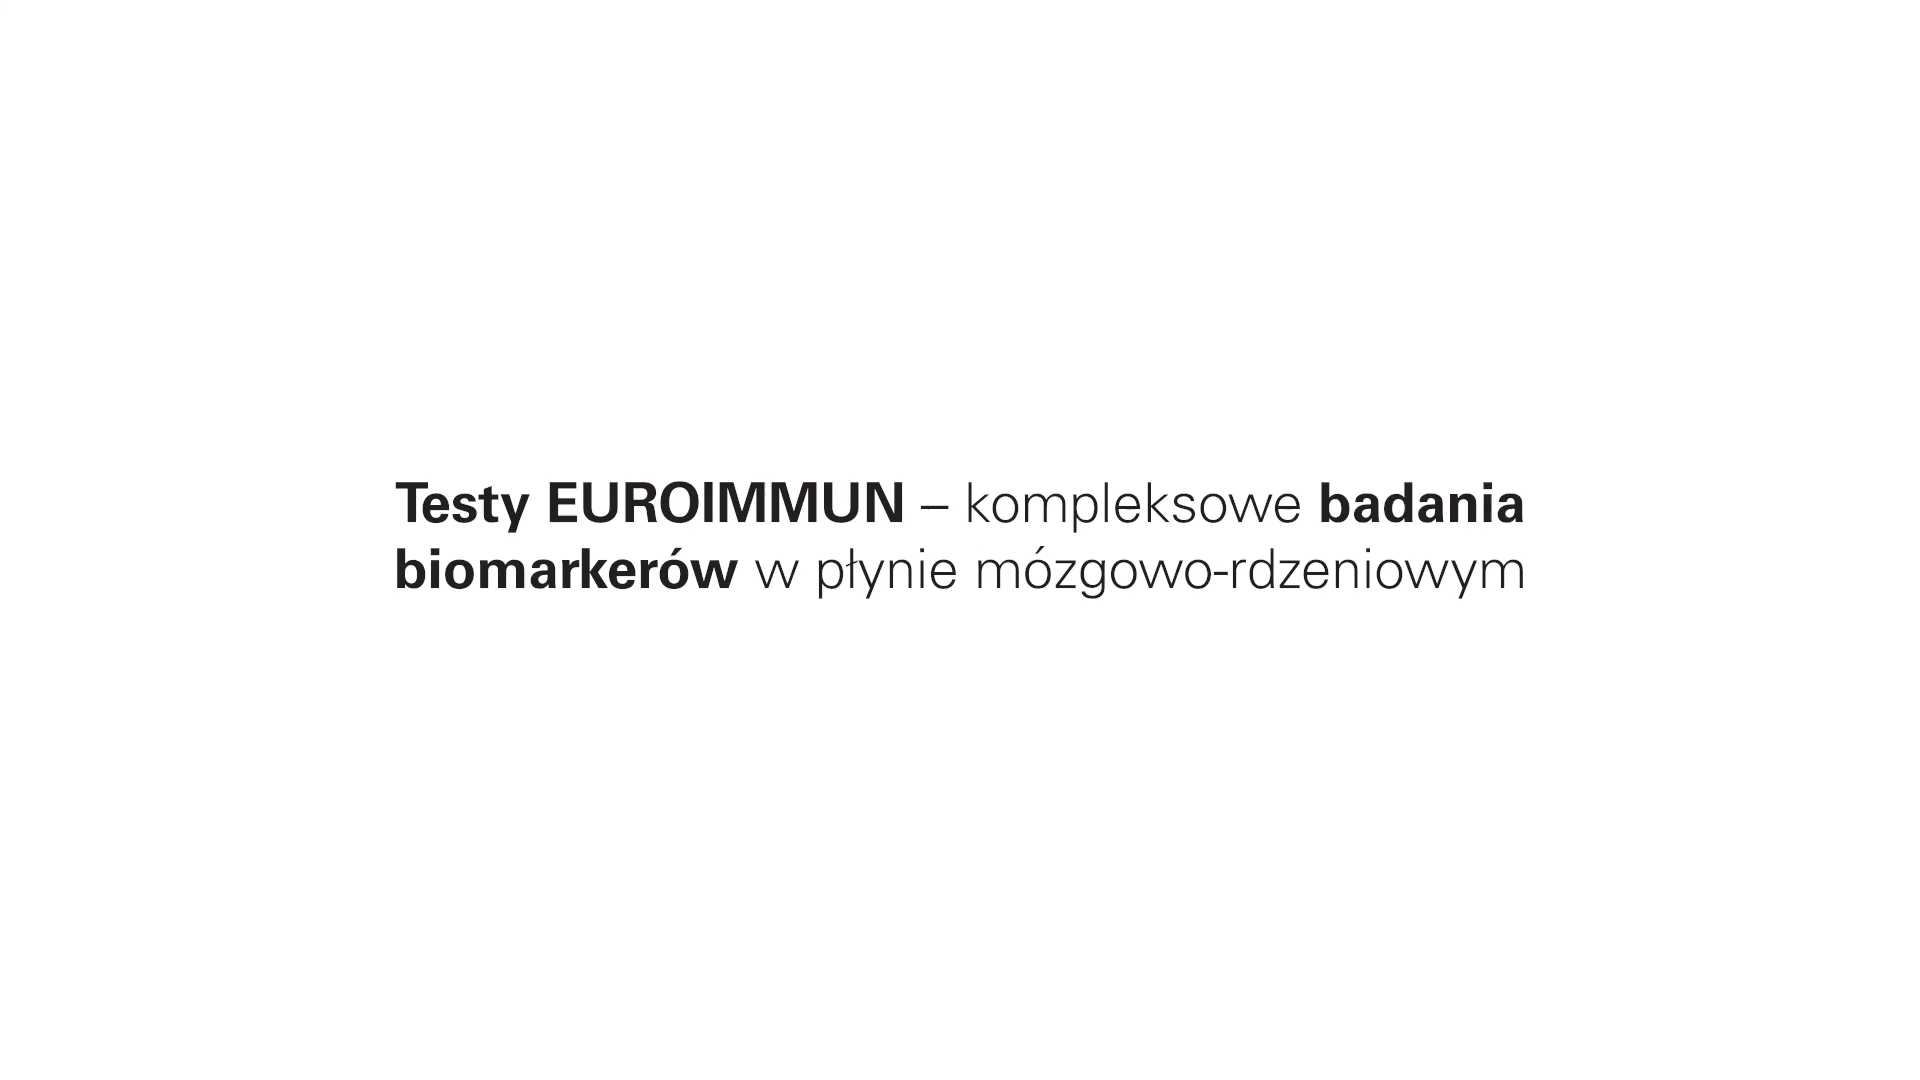 Testy EUROIMMUN – kompleksowe badania
biomarkerów w płynie mózgowo-rdzeniowym